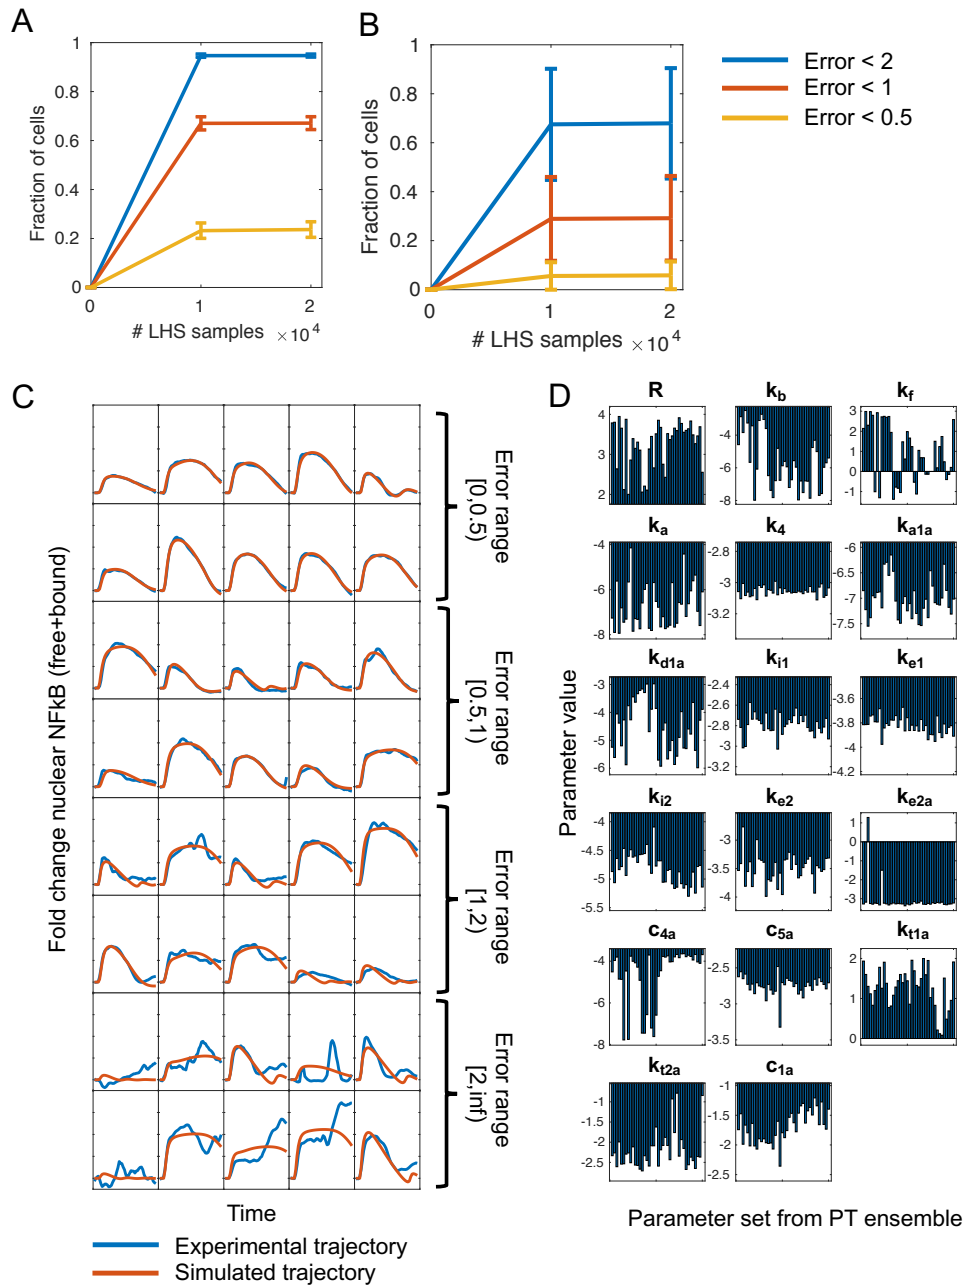 A
B
1
0.8
0.6
0.4
0.2
0
Fraction of cells
0
1
2
# LHS samples
×10⁴
1
0.8
0.6
0.4
0.2
0
Fraction of cells
0
1
2
# LHS samples
×10⁴
Error < 2
Error < 1
Error < 0.5
C
Fold change nuclear NFkB (free+bound)
Error range
[0,0.5)
Error range
[0.5,1)
Error range
[1,2)
Error range
[2,inf)
Time
Experimental trajectory
Simulated trajectory
D
Parameter value
R
4
3
2
k_b
-4
-6
-8
k_f
3
2
1
0
-1
k_a
-4
-6
-8
k_4
-2.8
-3
-3.2
k_a1a
-6
-6.5
-7
-7.5
k_d1a
-3
-4
-5
-6
k_i1
-2.4
-2.6
-2.8
-3
k_e1
-3.6
-3.8
-4
-4.2
k_i2
-4
-4.5
-5
-5.5
k_e2
-3
-3.5
-4
k_e2a
1
0
-1
-2
-3
c_4a
-4
-6
-8
c_5a
-2.5
-3
-3.5
k_t1a
2
1
0
k_t2a
-1
-1.5
-2
-2.5
c_1a
-1
-1.5
-2
-2.5
Parameter set from PT ensemble